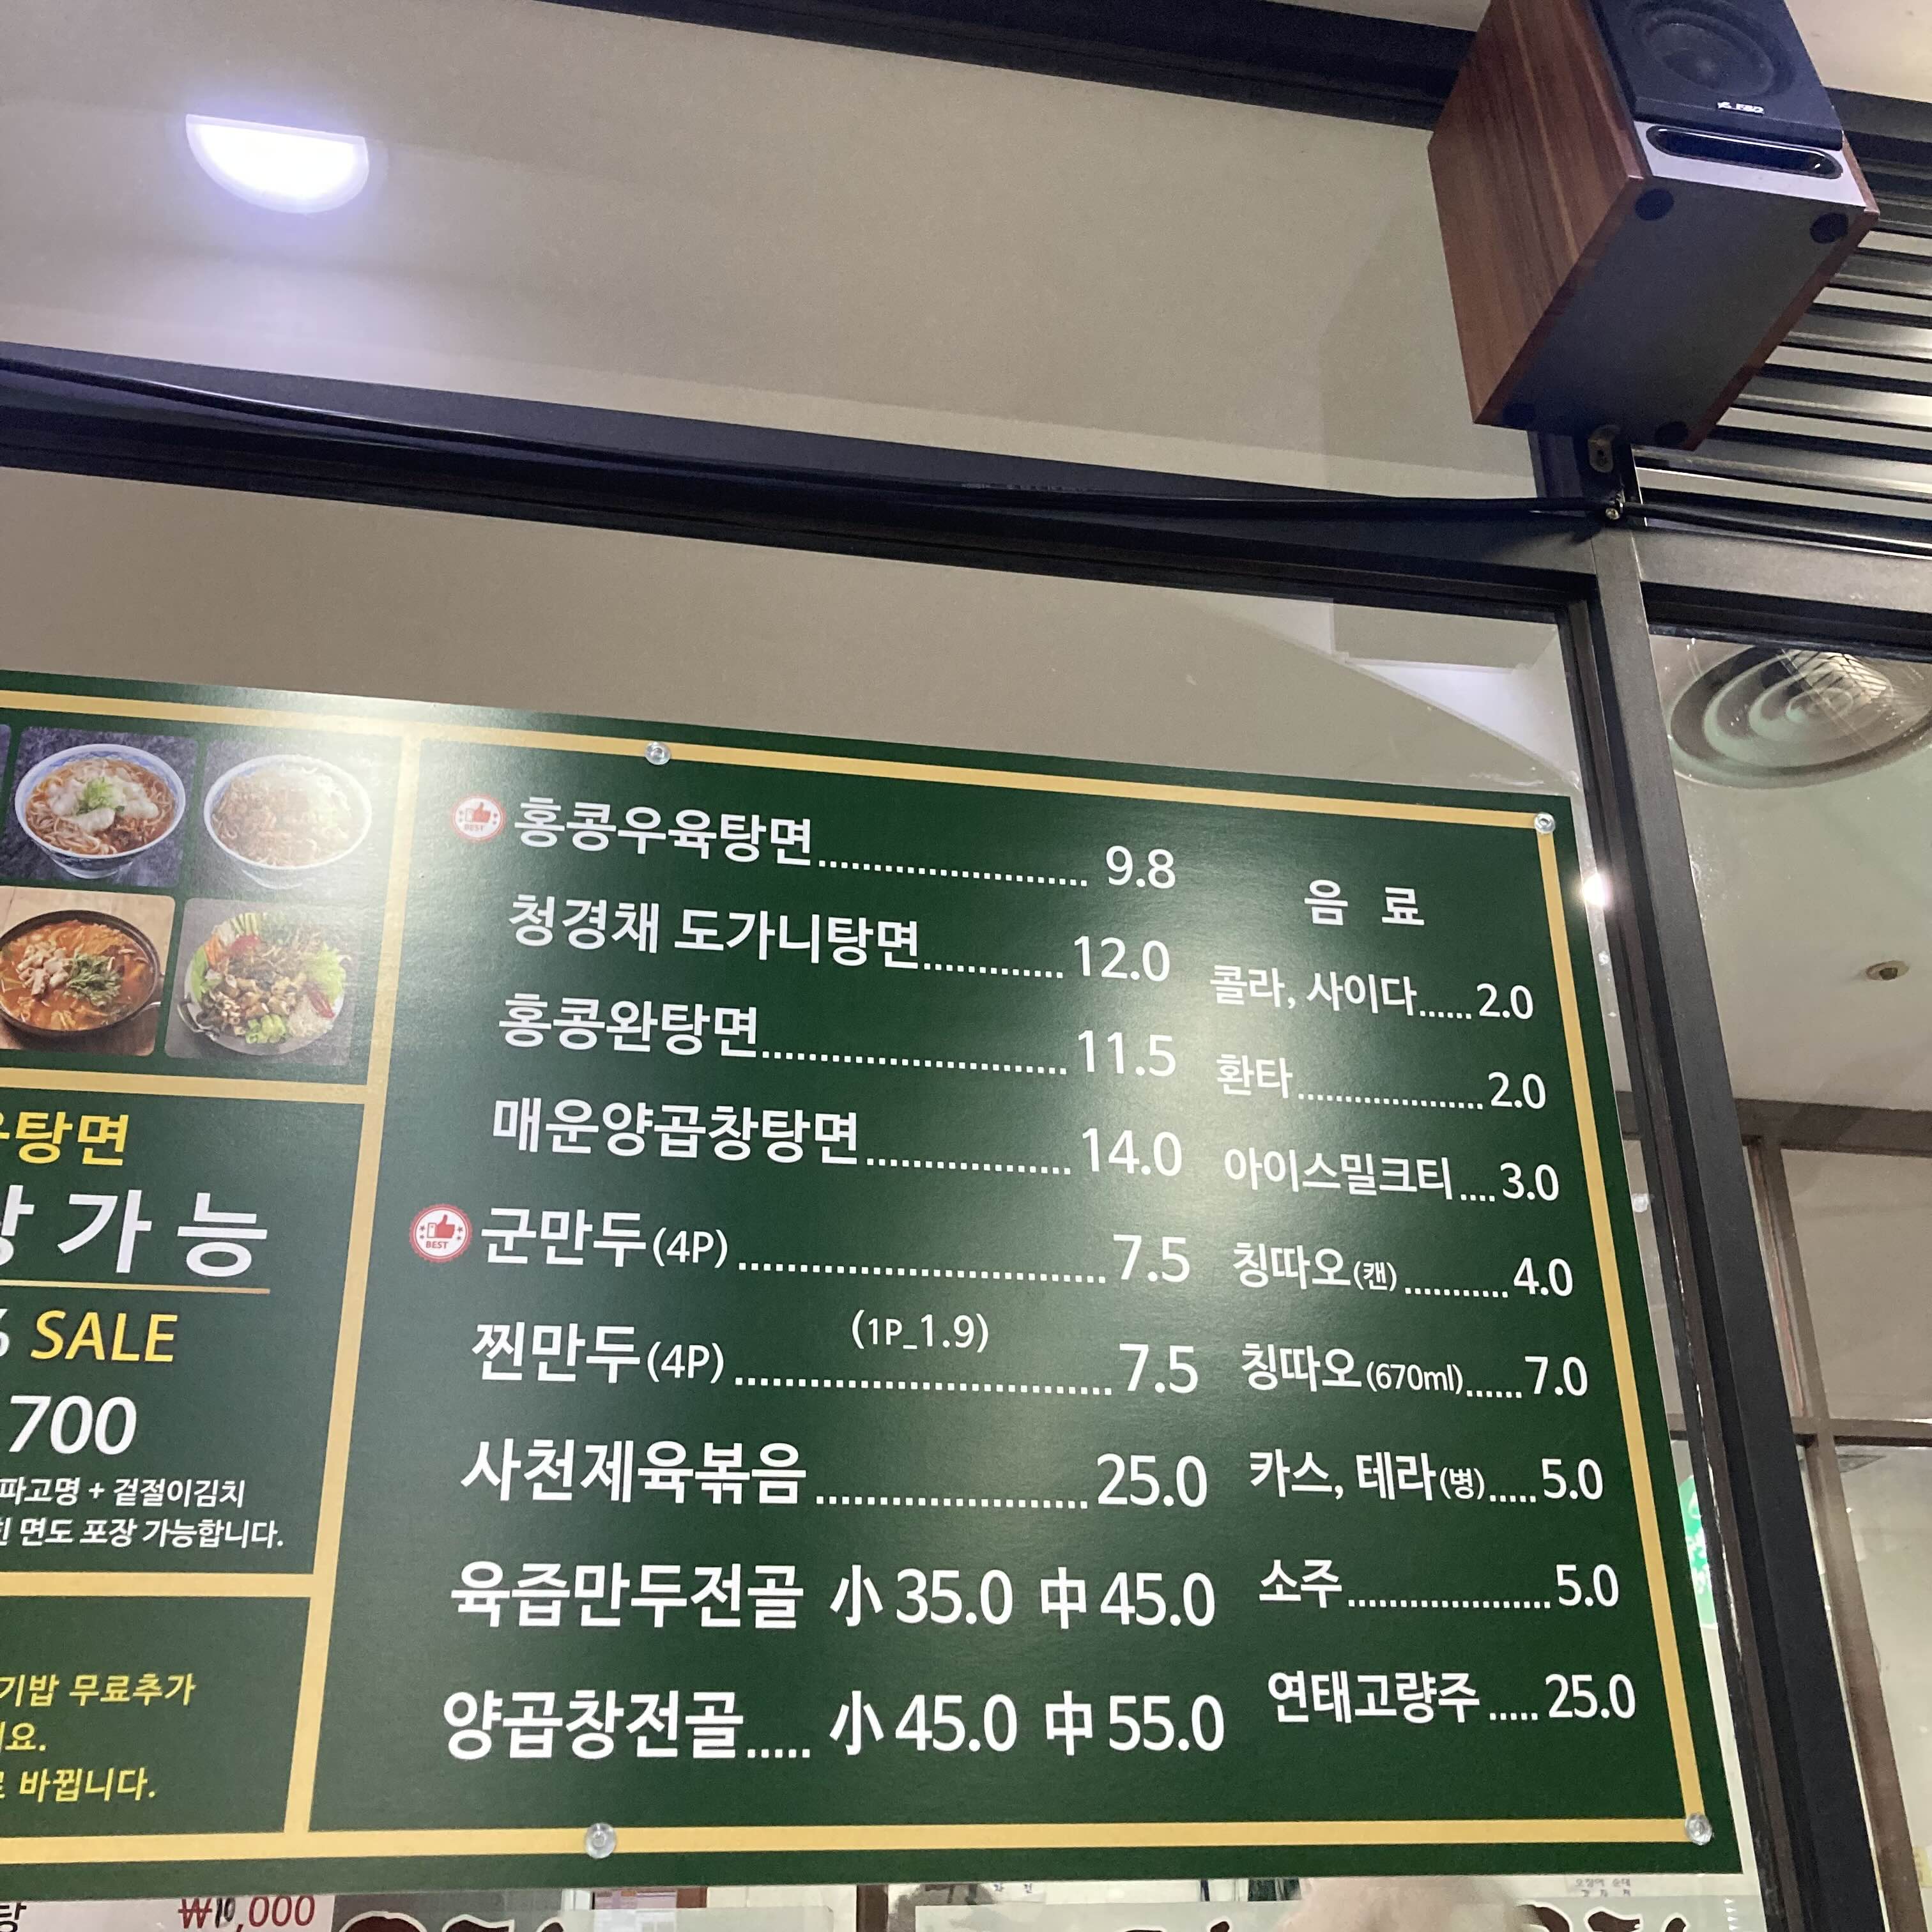 홍콩우육탕면 9.8
청경채 도가니탕면 12.0
홍콩완탕면 11.5
매운양곱창탕면 14.0
BEST 군만두(4P) 7.5
(1P_1.9)
찐만두(4P) 7.5
사천제육볶음 25.0
육즙만두전골 小 35.0 中 45.0
양곱창전골 小 45.0 中 55.0
음 료
콜라, 사이다 2.0
환타 2.0
아이스밀크티 3.0
칭따오(캔) 4.0
칭따오(670ml) 7.0
카스, 테라(병) 5.0
소주 5.0
연태고량주 25.0
탕면
가 능
SALE
700
파고명 + 겉절이김치
면도 포장 가능합니다.
무료추가
바뀝니다.